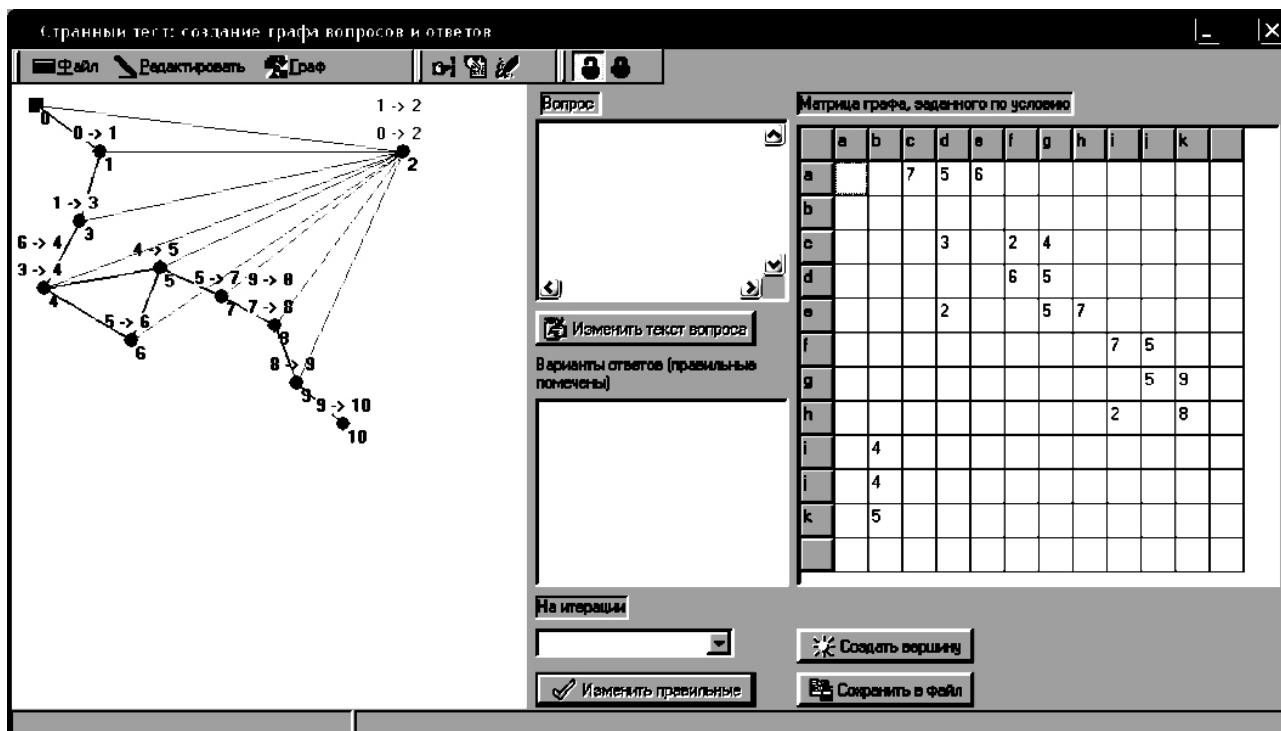 Странный тест: создание графа вопросов и ответов
Файл Редактировать Граф
1 -> 2
0 -> 2
0
0 -> 1
1
2
1 -> 3
3
6 -> 4
4 -> 5
3 -> 4
5
5 -> 7
9 -> 8
4
7
7 -> 8
5 -> 6
8
6
8 -> 9
9
9 -> 10
10
Вопрос
Изменить текст вопроса
Варианты ответов (правильные
помечены)
На итерации
Изменить правильные
Матрица графа, заданного по условию
a b c d e f g h i j k
a 7 5 6
b
c 3 2 4
d 6 5
e 2 5 7
f 7 5
g 5 9
h 2 8
i 4
j 4
k 5
Создать вершину
Сохранить в файл